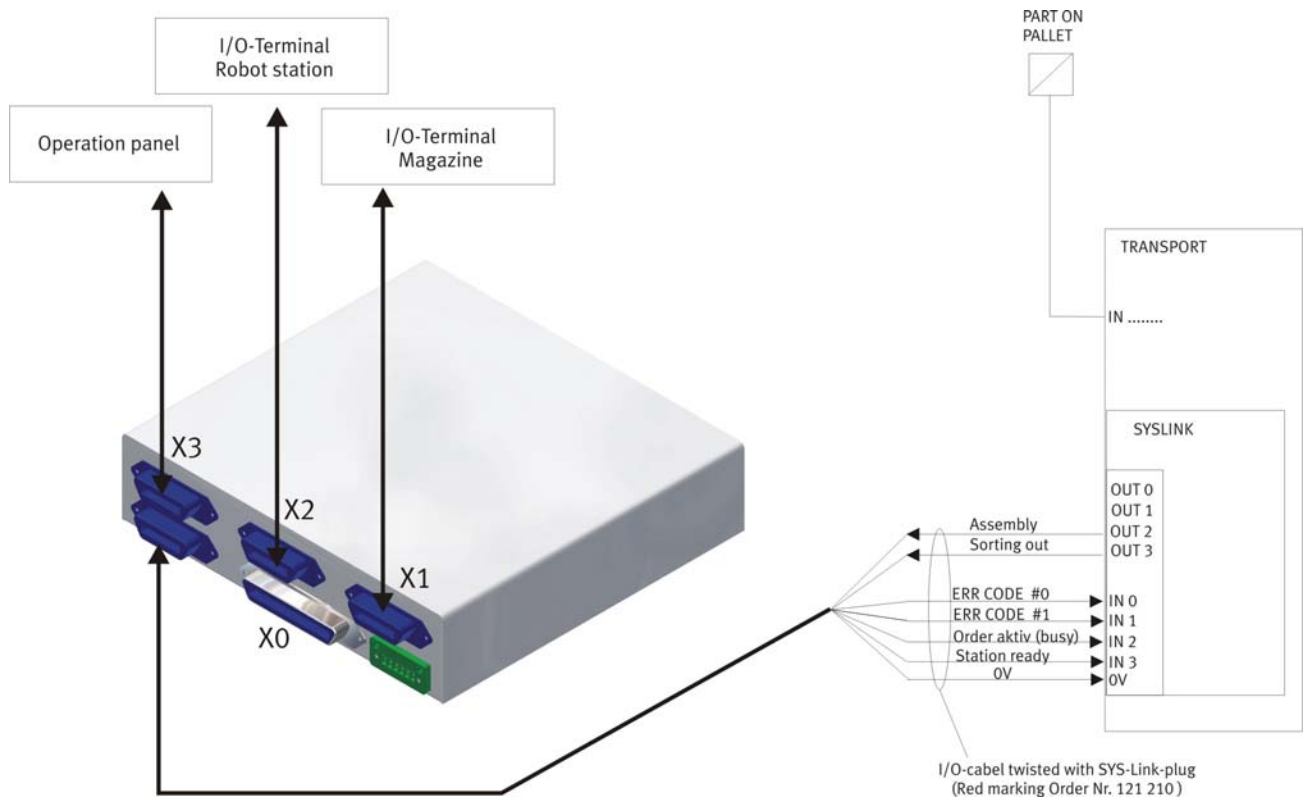 I/O-Terminal
Robot station
Operation panel
I/O-Terminal
Magazine
X3
X2
X1
X0
PART ON
PALLET
TRANSPORT
IN ........
SYSLINK
OUT 0
OUT 1
Assembly
OUT 2
Sorting out
OUT 3
ERR CODE #0
IN 0
ERR CODE #1
IN 1
Order aktiv (busy)
IN 2
Station ready
IN 3
0V
0V
I/O-cabel twisted with SYS-Link-plug
(Red marking Order Nr. 121 210 )